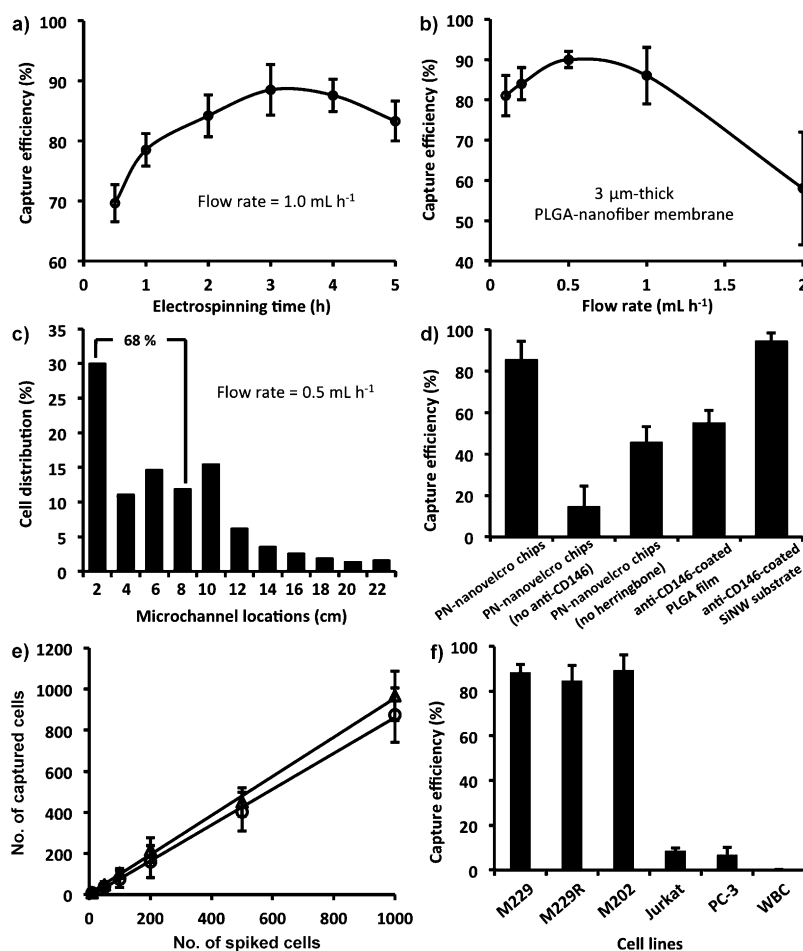 a)
Capture efficiency (%)
100
90
80
70
60
0
1
2
3
4
5
Flow rate = 1.0 mL h⁻¹
Electrospinning time (h)
b)
Capture efficiency (%)
100
90
80
70
60
50
40
0
0.5
1
1.5
2
3 μm-thick
PLGA-nanofiber membrane
Flow rate (mL h⁻¹)
c)
Cell distribution (%)
35
30
25
20
15
10
5
0
68 %
Flow rate = 0.5 mL h⁻¹
2
4
6
8
10
12
14
16
18
20
22
Microchannel locations (cm)
d)
Capture efficiency (%)
100
80
60
40
20
0
PN-nanovelcro chips
PN-nanovelcro chips
(no anti-CD146)
PN-nanovelcro chips
(no herringbone)
anti-CD146-coated
PLGA film
anti-CD146-coated
SiNW substrate
e)
No. of captured cells
1200
1000
800
600
400
200
0
0
200
400
600
800
1000
No. of spiked cells
f)
Capture efficiency (%)
100
80
60
40
20
0
M229
M229R
M202
Jurkat
PC-3
WBC
Cell lines